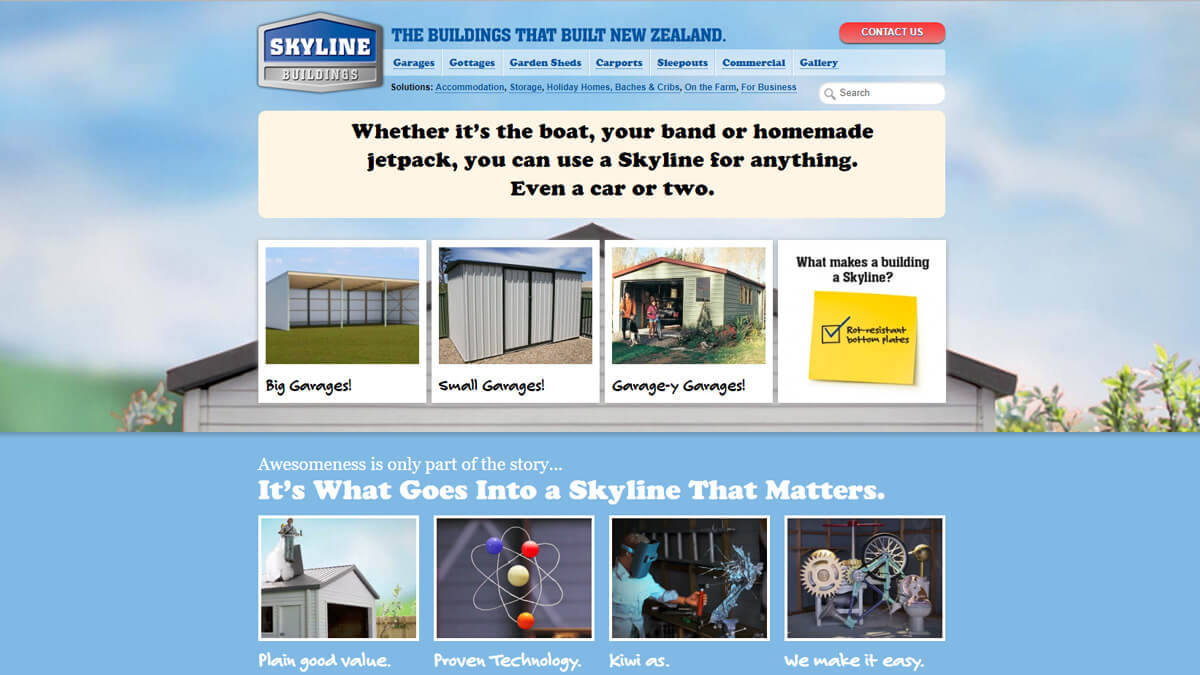 SKYLINE
BUILDINGS
THE BUILDINGS THAT BUILT NEW ZEALAND.
CONTACT US
Garages
Gottages
Garden Sheds
Carports
Sleepouts
Commercial
Gallery
Solutions: Accommodation, Storage, Holiday Homes, Baches & Cribs, On the Farm, For Business
Search
Whether it's the boat, your band or homemade
jetpack, you can use a Skyline for anything.
Even a car or two.
Big Garages!
Small Garages!
Garage-y Garages!
What makes a building
a Skyline?
Rot-resistant
bottom plates
Awesomeness is only part of the story...
It's What Goes Into a Skyline That Matters.
Plain good value.
Proven Technology.
Kiwi as.
We make it easy.